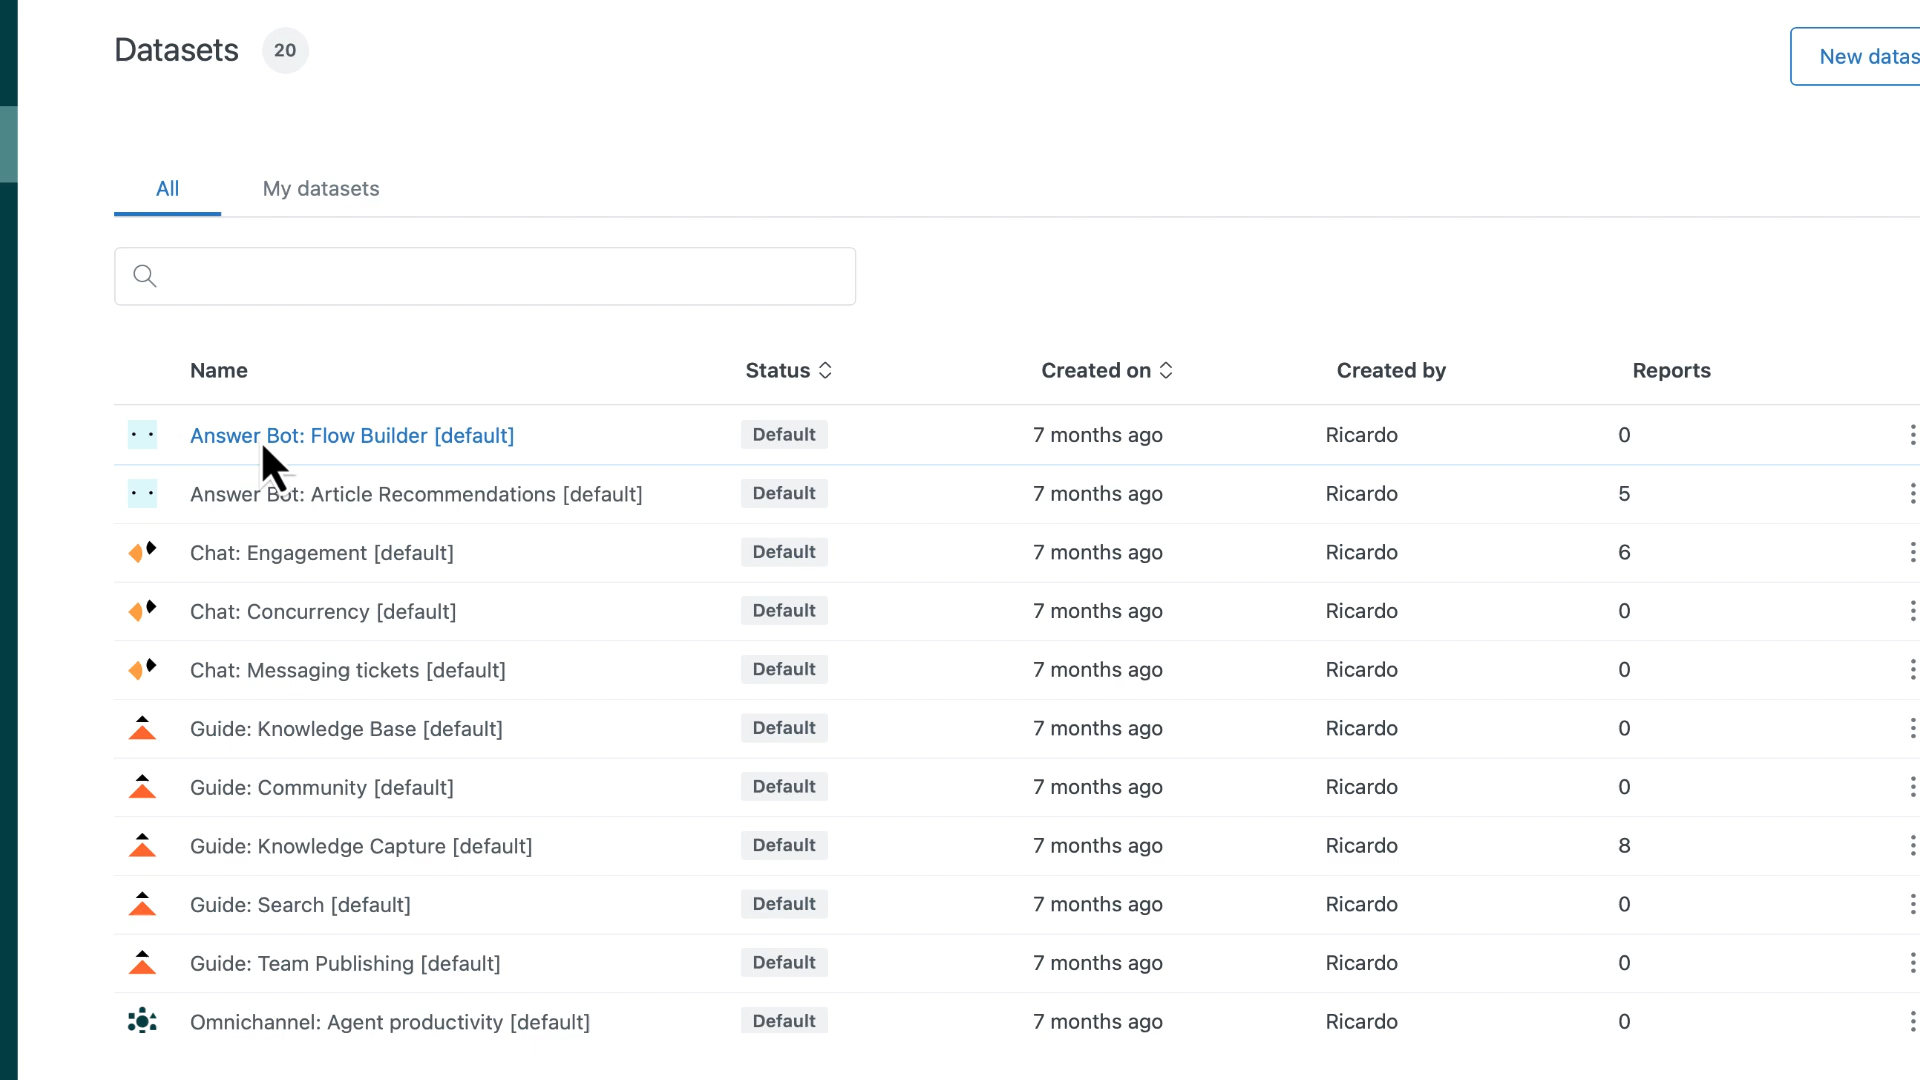 Datasets 20
New datas
All My datasets
Name Status Created on Created by Reports
Answer Bot: Flow Builder [default] Default 7 months ago Ricardo 0
Answer Bot: Article Recommendations [default] Default 7 months ago Ricardo 5
Chat: Engagement [default] Default 7 months ago Ricardo 6
Chat: Concurrency [default] Default 7 months ago Ricardo 0
Chat: Messaging tickets [default] Default 7 months ago Ricardo 0
Guide: Knowledge Base [default] Default 7 months ago Ricardo 0
Guide: Community [default] Default 7 months ago Ricardo 0
Guide: Knowledge Capture [default] Default 7 months ago Ricardo 8
Guide: Search [default] Default 7 months ago Ricardo 0
Guide: Team Publishing [default] Default 7 months ago Ricardo 0
Omnichannel: Agent productivity [default] Default 7 months ago Ricardo 0